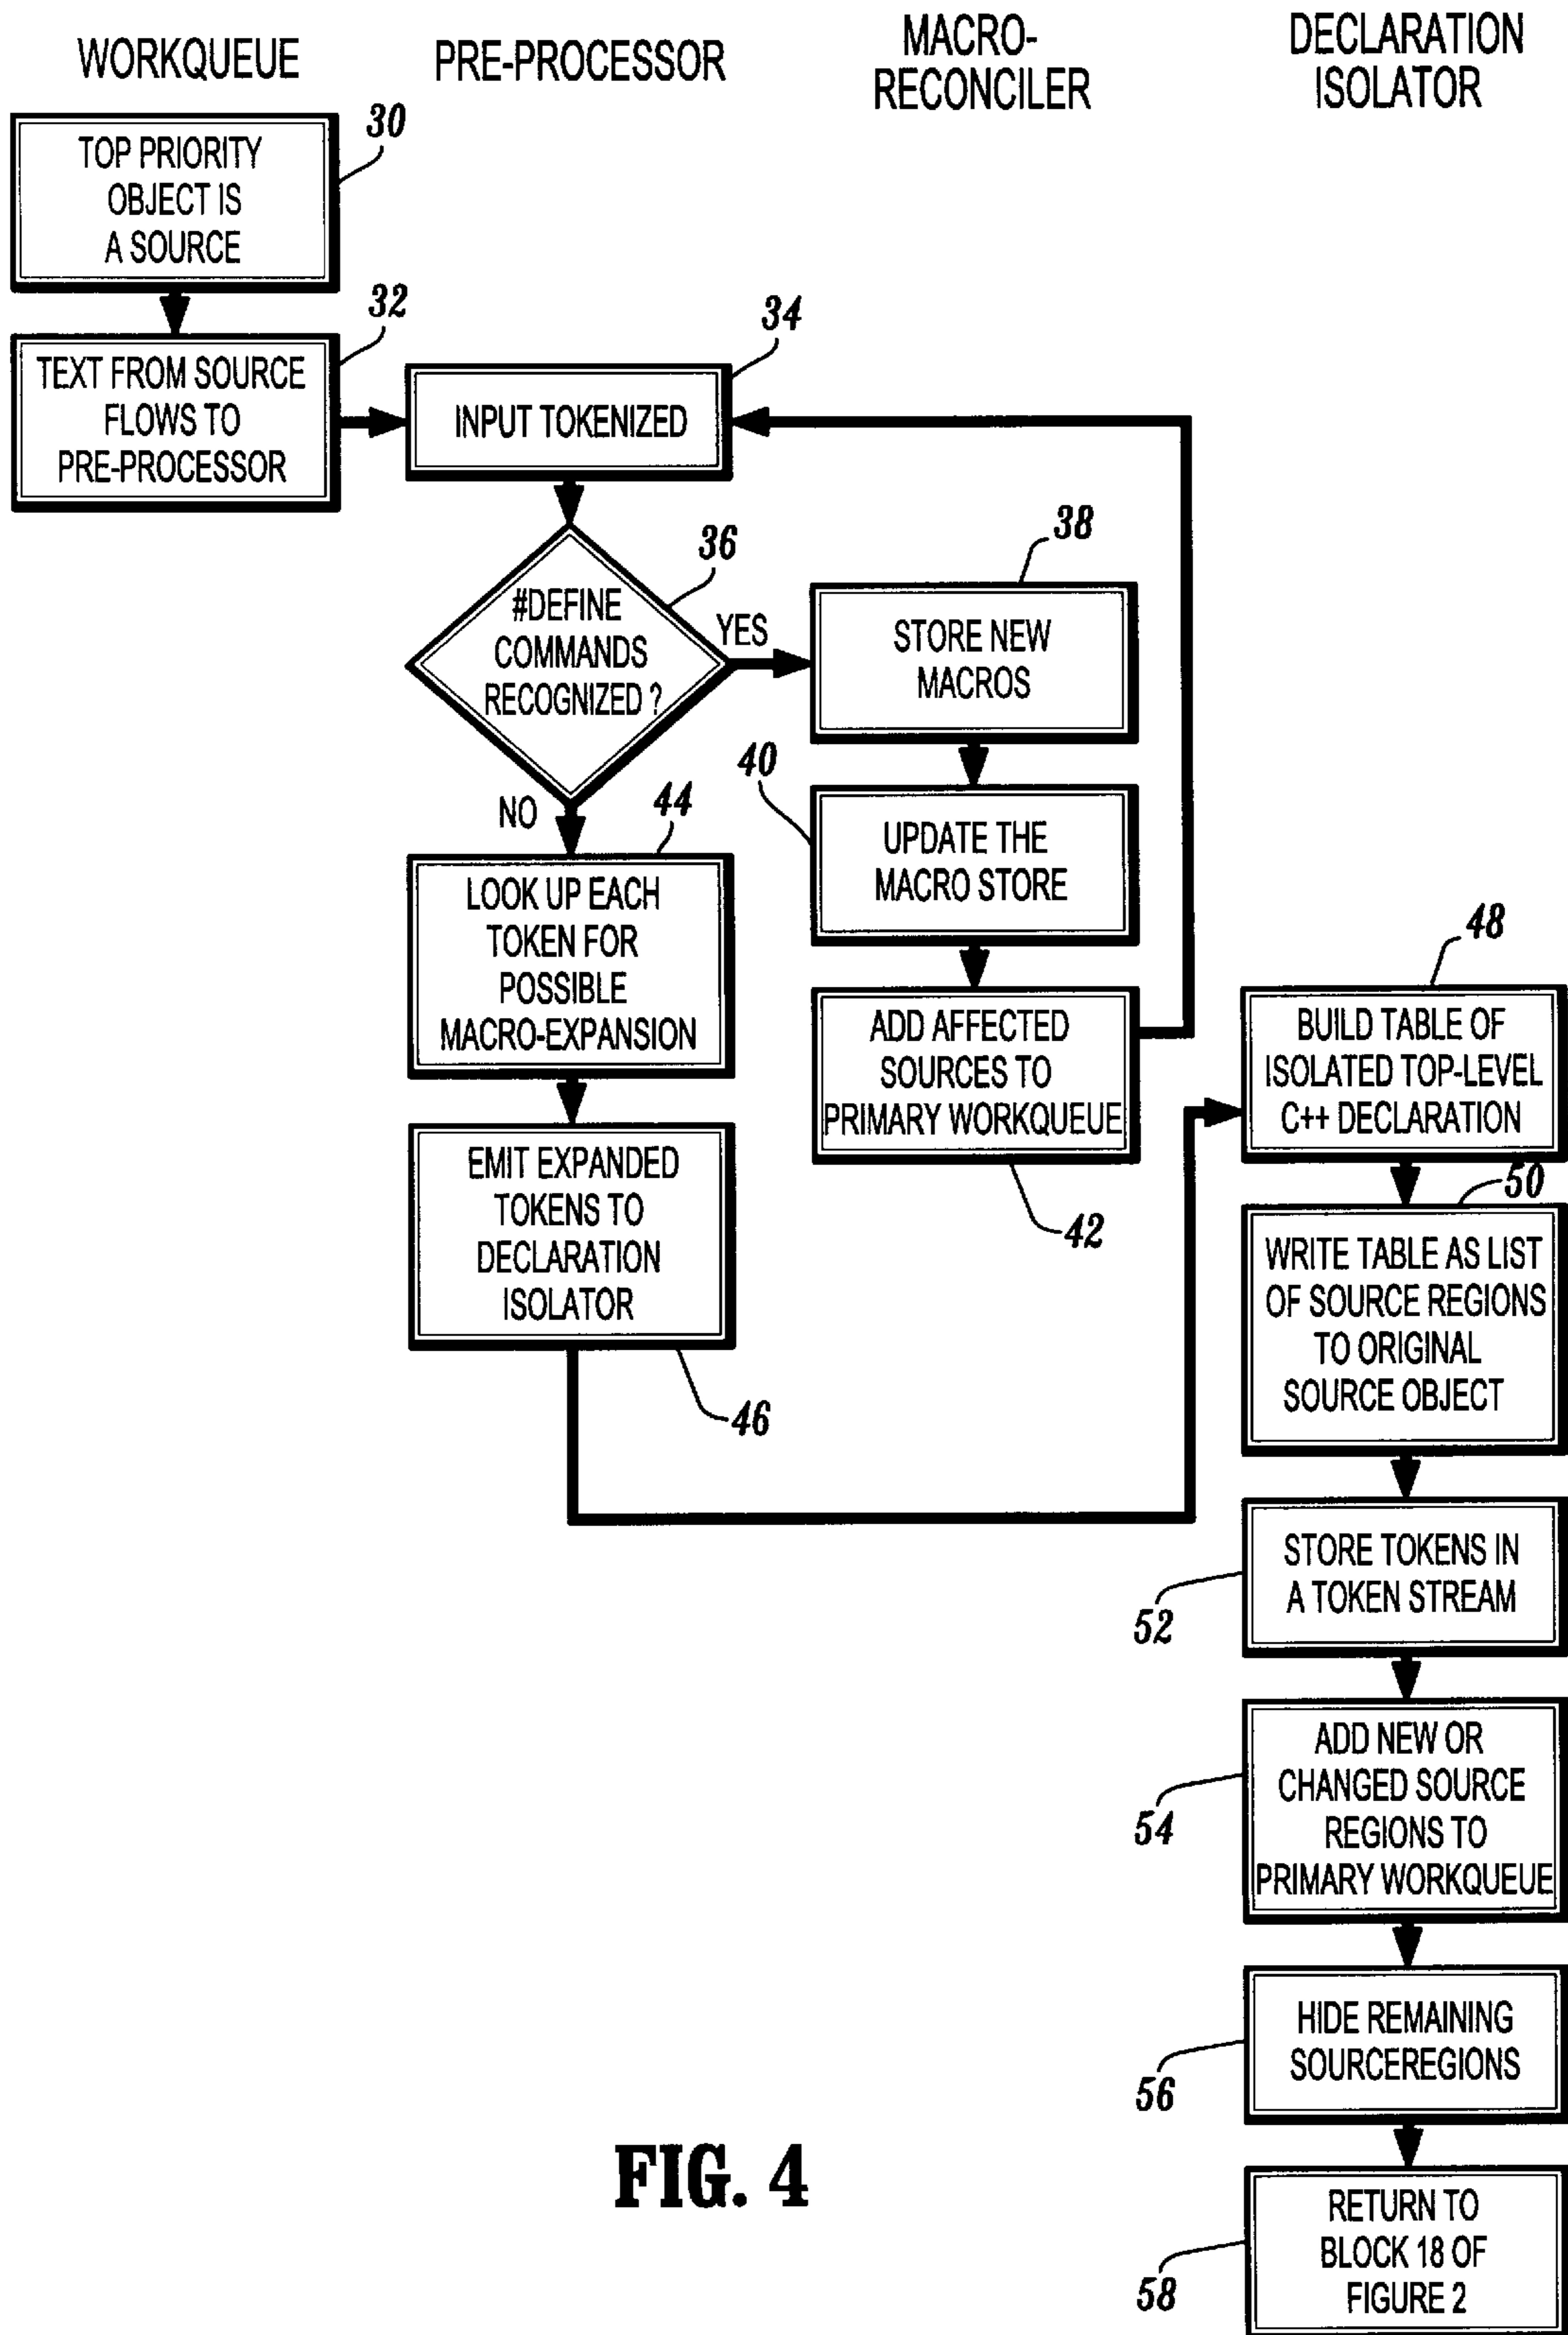 WORKQUEUE
PRE-PROCESSOR
MACRO-
RECONCILER
DECLARATION
ISOLATOR
30
TOP PRIORITY
OBJECT IS
A SOURCE
32
TEXT FROM SOURCE
FLOWS TO
PRE-PROCESSOR
34
INPUT TOKENIZED
36
#DEFINE
COMMANDS
RECOGNIZED ?
YES
NO
38
STORE NEW
MACROS
40
UPDATE THE
MACRO STORE
ADD AFFECTED
SOURCES TO
PRIMARY WORKQUEUE
42
44
LOOK UP EACH
TOKEN FOR
POSSIBLE
MACRO-EXPANSION
EMIT EXPANDED
TOKENS TO
DECLARATION
ISOLATOR
46
48
BUILD TABLE OF
ISOLATED TOP-LEVEL
C++ DECLARATION
50
WRITE TABLE AS LIST
OF SOURCE REGIONS
TO ORIGINAL
SOURCE OBJECT
STORE TOKENS IN
A TOKEN STREAM
52
ADD NEW OR
CHANGED SOURCE
REGIONS TO
PRIMARY WORKQUEUE
54
HIDE REMAINING
SOURCEREGIONS
56
RETURN TO
BLOCK 18 OF
FIGURE 2
58
FIG. 4